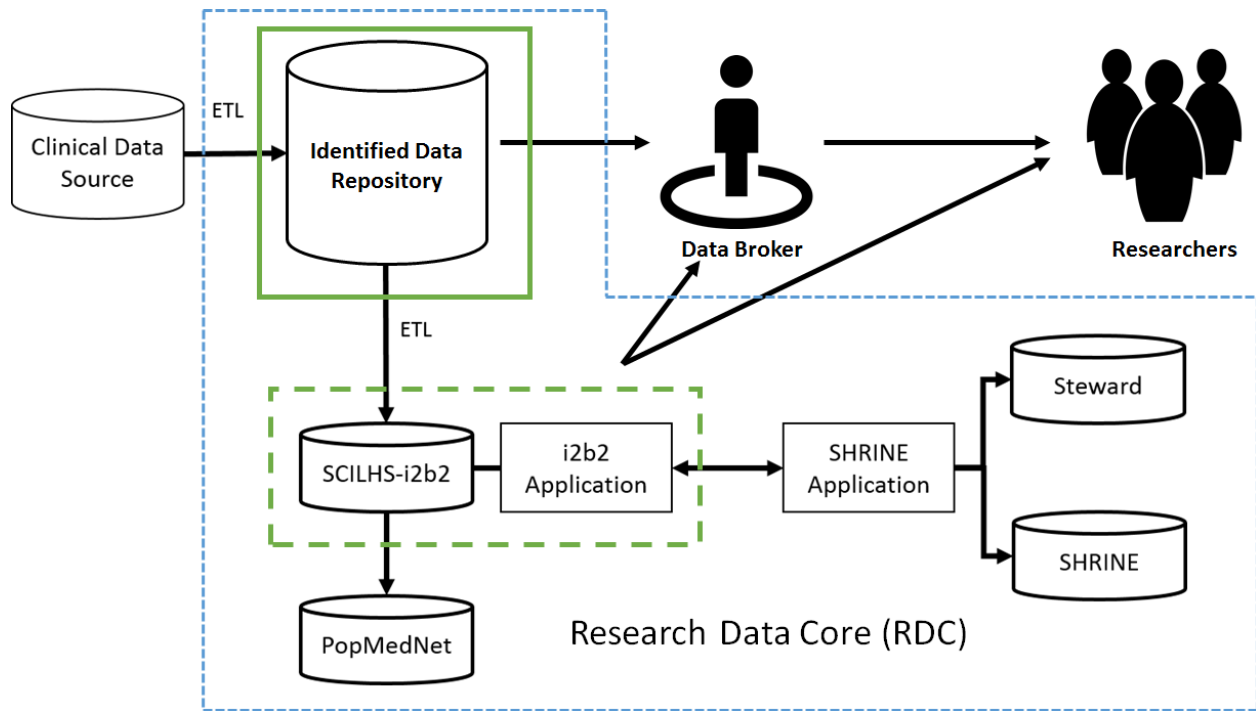 ETL
Clinical Data
Source
Identified Data
Repository
Data Broker
Researchers
ETL
SCILHS-i2b2
i2b2
Application
SHRINE
Application
Steward
SHRINE
PopMedNet
Research Data Core (RDC)